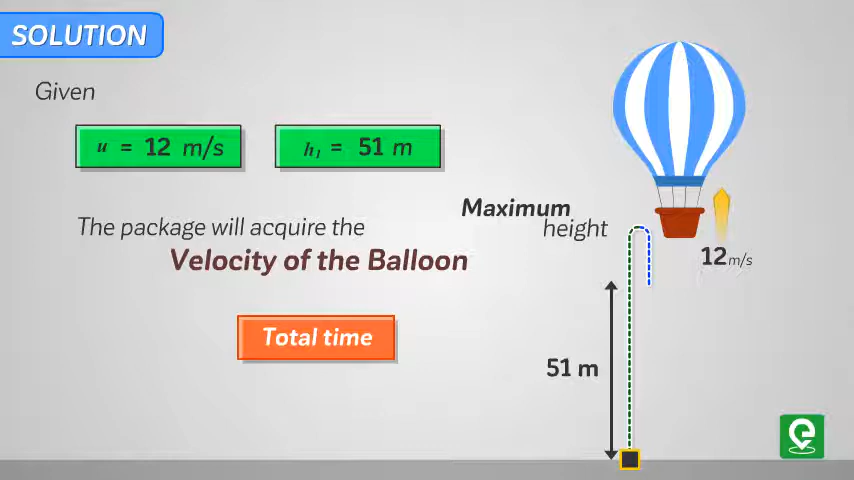 SOLUTION
Given
u = 12 m/s
h₁ = 51 m
The package will acquire the
Velocity of the Balloon
Total time
Maximum
height
12 m/s
51 m